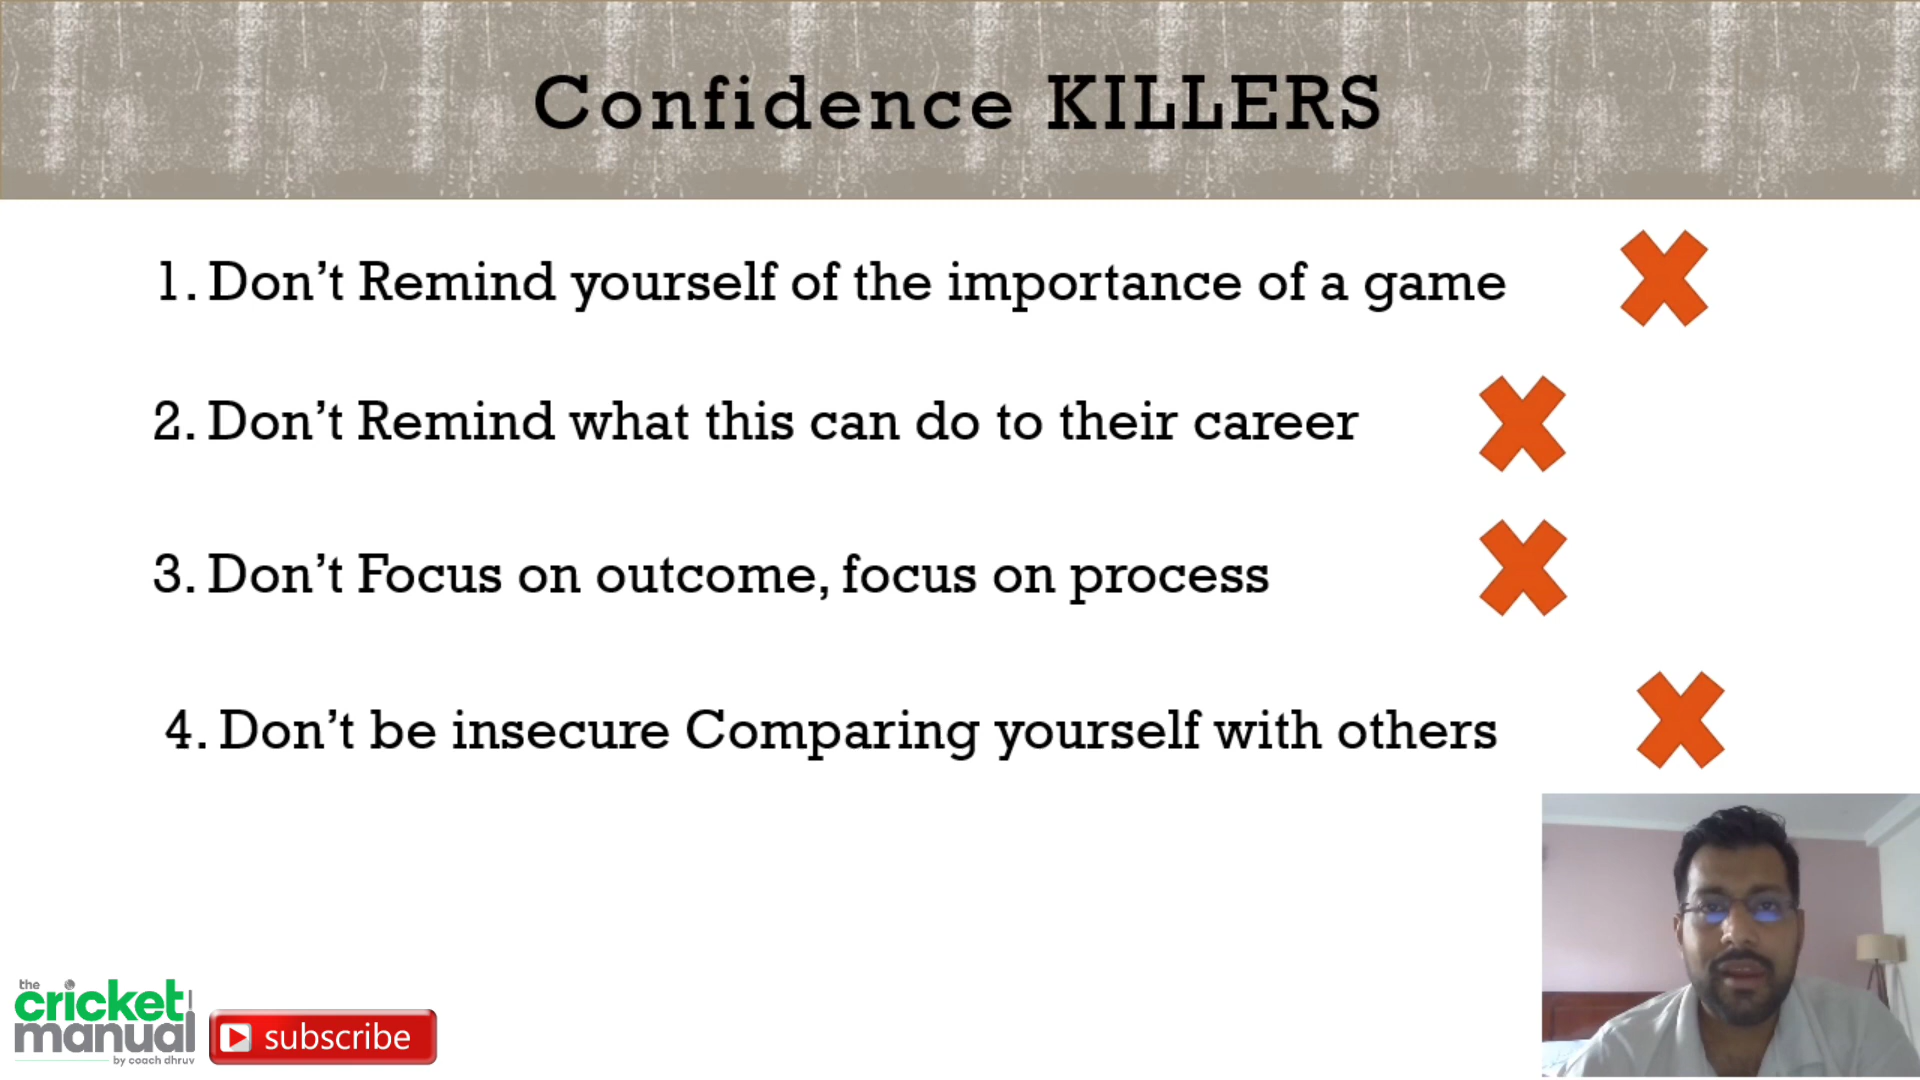 Confidence KILLERS
1. Don’t Remind yourself of the importance of a game
2. Don’t Remind what this can do to their career
3. Don’t Focus on outcome, focus on process
4. Don’t be insecure Comparing yourself with others
the
cricket
manual
by coach dhruv
subscribe